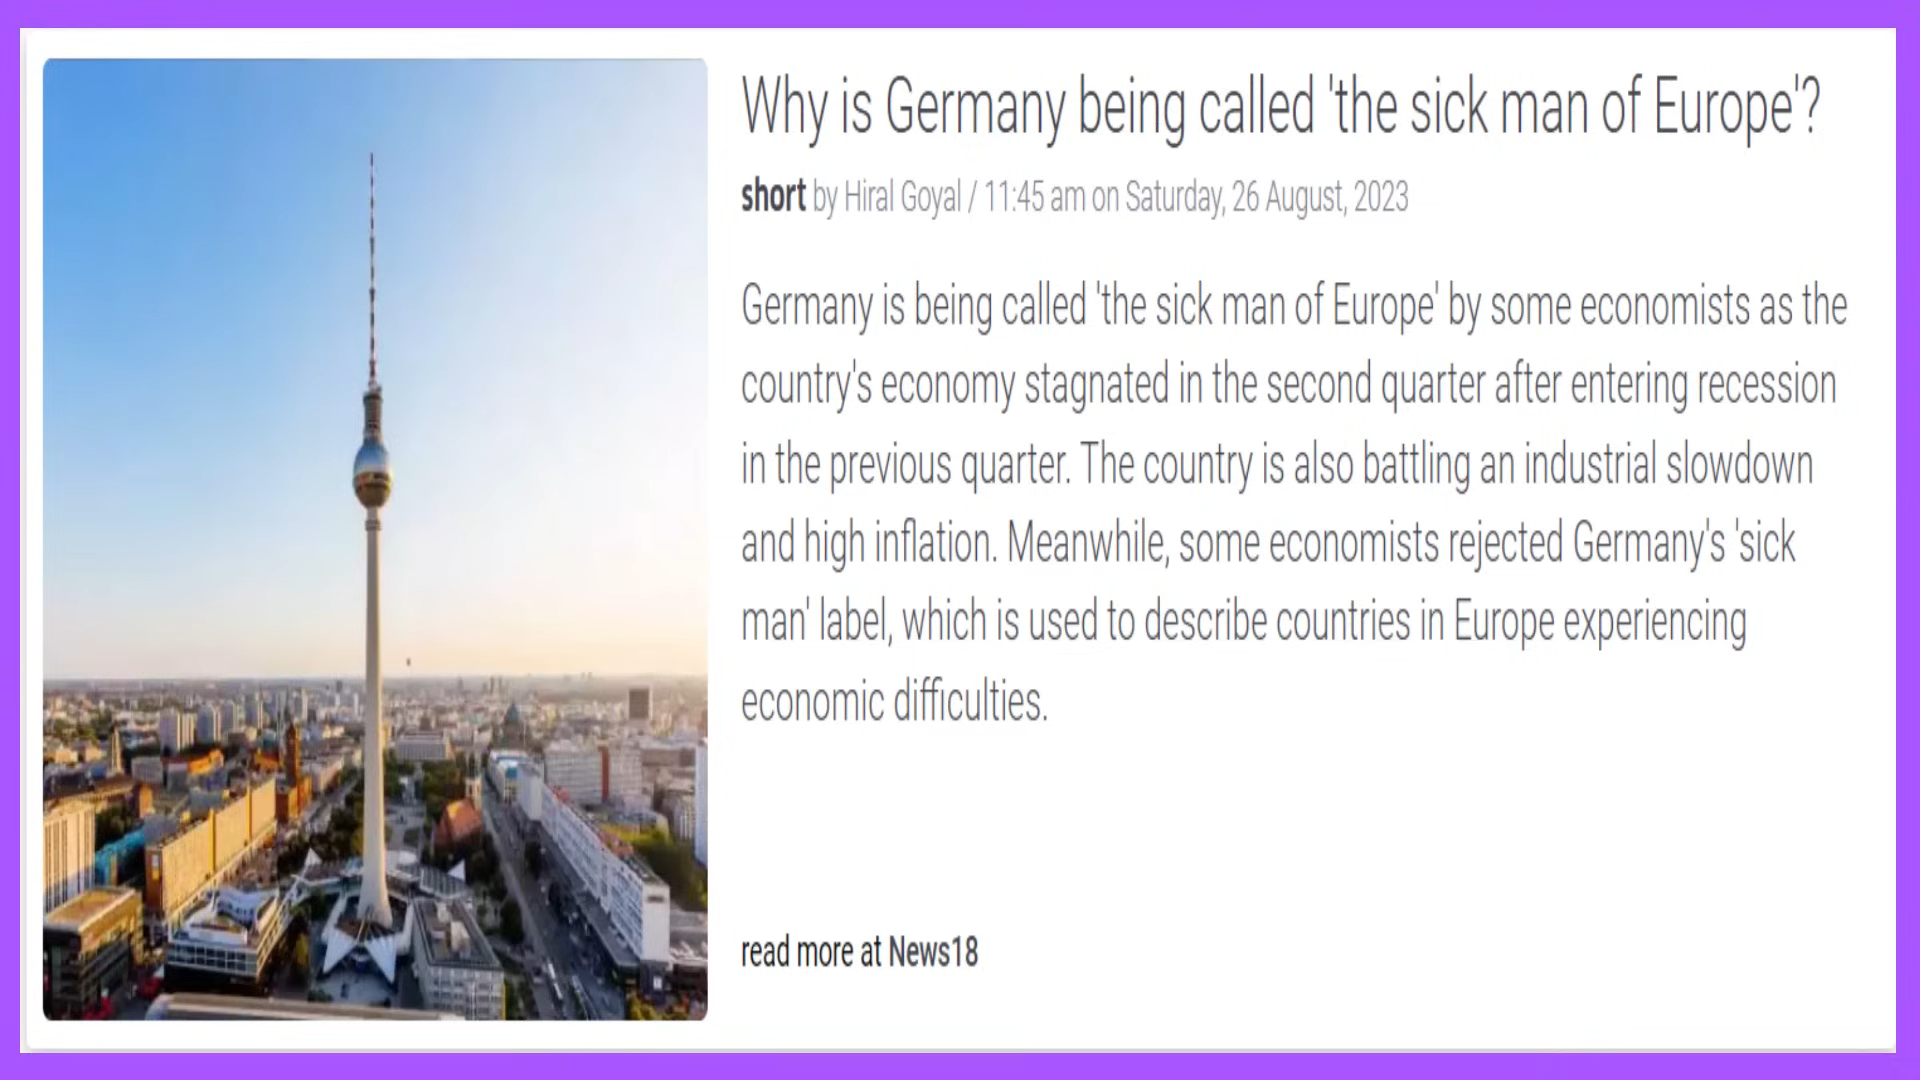 Why is Germany being called 'the sick man of Europe'?
short by Hiral Goyal / 11:45 am on Saturday, 26 August, 2023
Germany is being called 'the sick man of Europe' by some economists as the
country's economy stagnated in the second quarter after entering recession
in the previous quarter. The country is also battling an industrial slowdown
and high inflation. Meanwhile, some economists rejected Germany's 'sick
man' label, which is used to describe countries in Europe experiencing
economic difficulties.
read more at News18